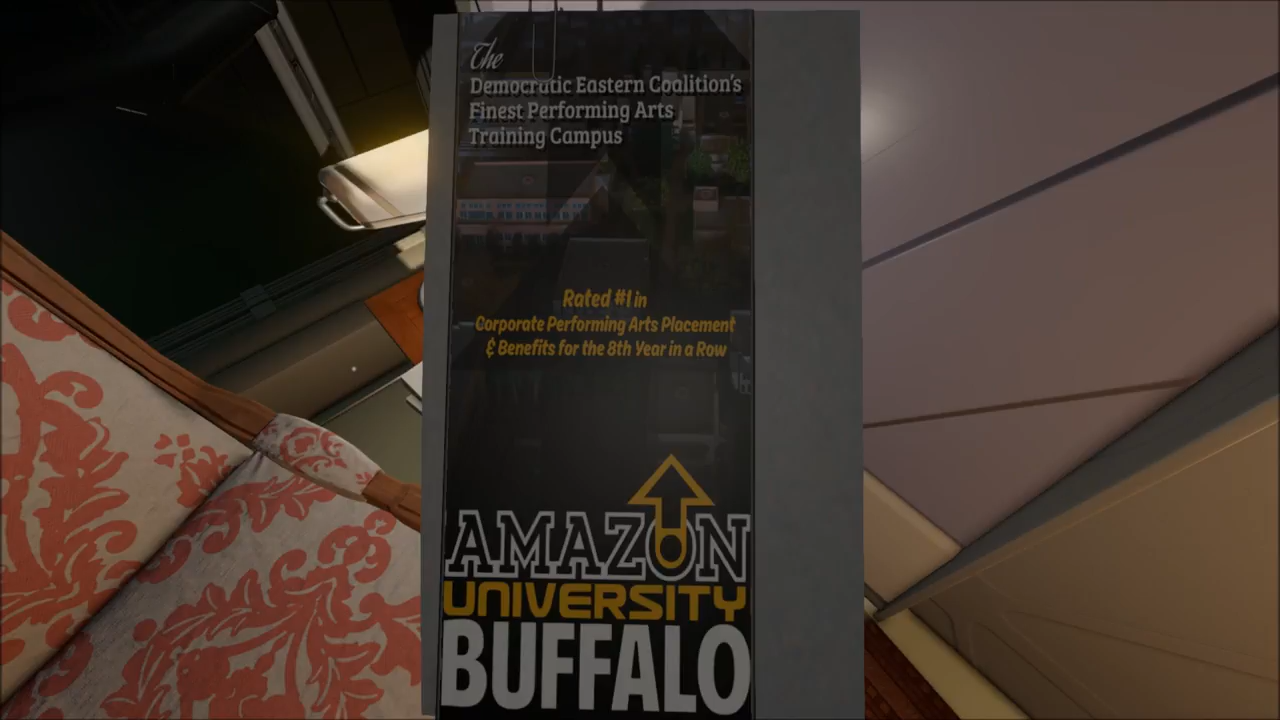 The
Democratic Eastern Coalition's
Finest Performing Arts
Training Campus
Rated #1 in
Corporate Performing Arts Placement
& Benefits for the 8th Year in a Row
AMAZON
UNIVERSITY
BUFFALO